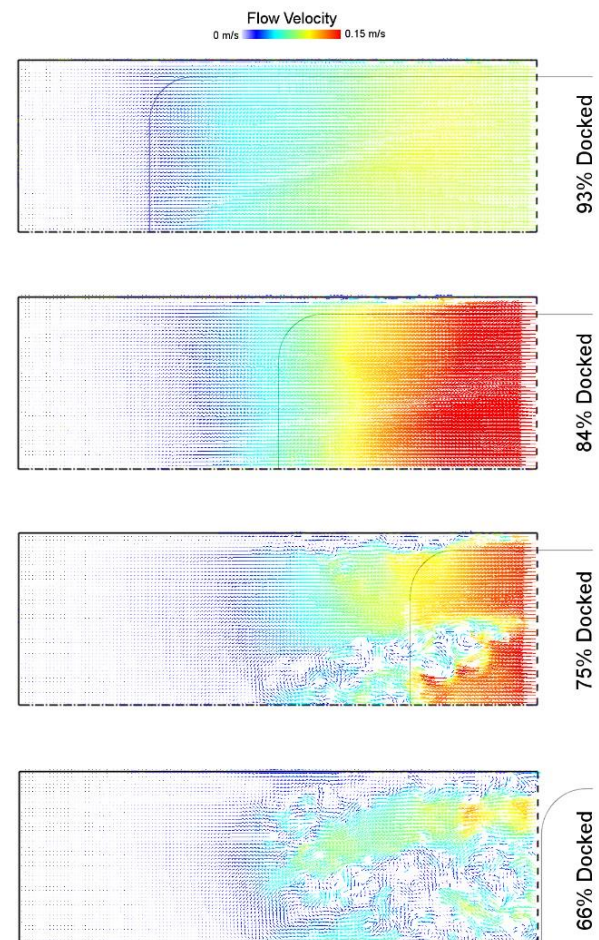 Flow Velocity
0 m/s 0.15 m/s
93% Docked
84% Docked
75% Docked
66% Docked